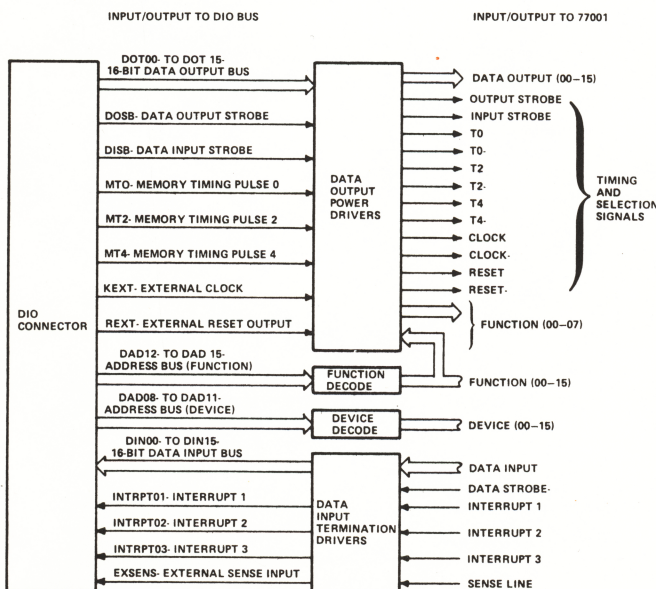 INPUT/OUTPUT TO DIO BUS
INPUT/OUTPUT TO 77001
DOT00- TO DOT 15-
16-BIT DATA OUTPUT BUS
DATA OUTPUT (00–15)
OUTPUT STROBE
DOSB- DATA OUTPUT STROBE
INPUT STROBE
T0
DISB- DATA INPUT STROBE
T0-
T2
MTO- MEMORY TIMING PULSE 0
T2-
T4
MT2- MEMORY TIMING PULSE 2
T4-
CLOCK
MT4- MEMORY TIMING PULSE 4
CLOCK-
RESET
KEXT- EXTERNAL CLOCK
RESET-
DATA
OUTPUT
POWER
DRIVERS
TIMING
AND
SELECTION
SIGNALS
DIO
CONNECTOR
REXT- EXTERNAL RESET OUTPUT
FUNCTION (00–07)
DAD12- TO DAD 15-
ADDRESS BUS (FUNCTION)
FUNCTION
DECODE
FUNCTION (00–15)
DAD08- TO DAD11-
ADDRESS BUS (DEVICE)
DEVICE
DECODE
DEVICE (00–15)
DIN00- TO DIN15-
16-BIT DATA INPUT BUS
DATA INPUT
DATA STROBE-
INTRPT01- INTERRUPT 1
INTERRUPT 1
DATA
INPUT
TERMINATION
DRIVERS
INTRPT02- INTERRUPT 2
INTERRUPT 2
INTRPT03- INTERRUPT 3
INTERRUPT 3
EXSENS- EXTERNAL SENSE INPUT
SENSE LINE